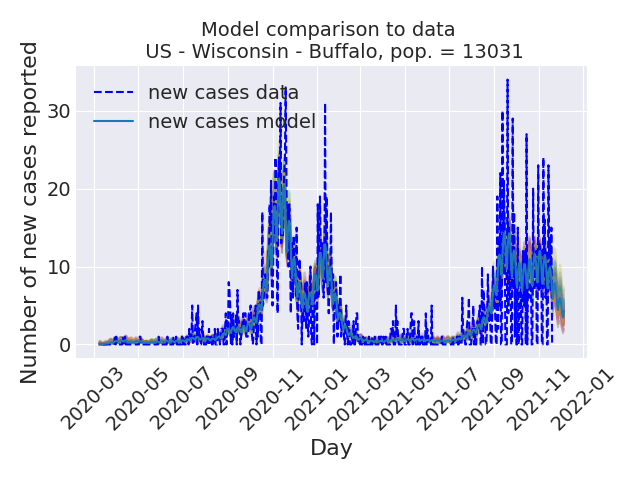 Model comparison to data
US - Wisconsin - Buffalo, pop. = 13031
new cases data
new cases model
Number of new cases reported
30
20
10
0
2020-03
2020-05
2020-07
2020-09
2020-11
2021-01
2021-03
2021-05
2021-07
2021-09
2021-11
2022-01
Day